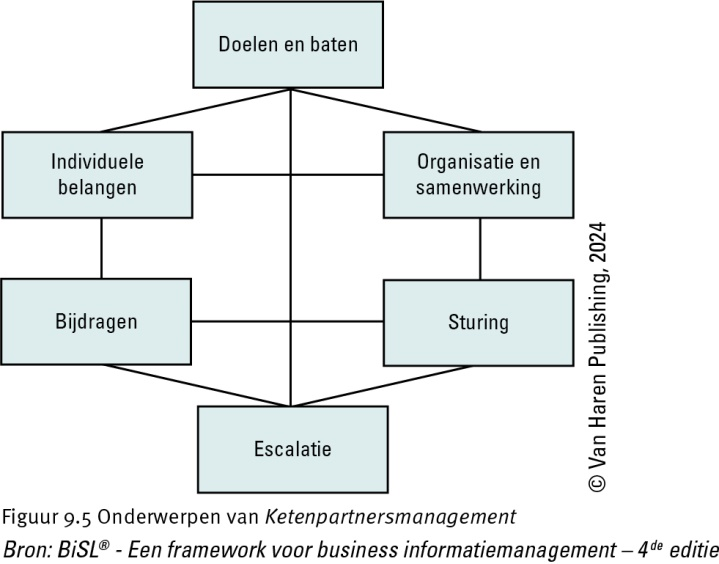 Doelen en baten
Individuele
belangen
Organisatie en
samenwerking
Bijdragen
Sturing
Escalatie
© Van Haren Publishing, 2024
Figuur 9.5 Onderwerpen van Ketenpartnersmanagement
Bron: BiSL® - Een framework voor business informatiemanagement – 4de editie